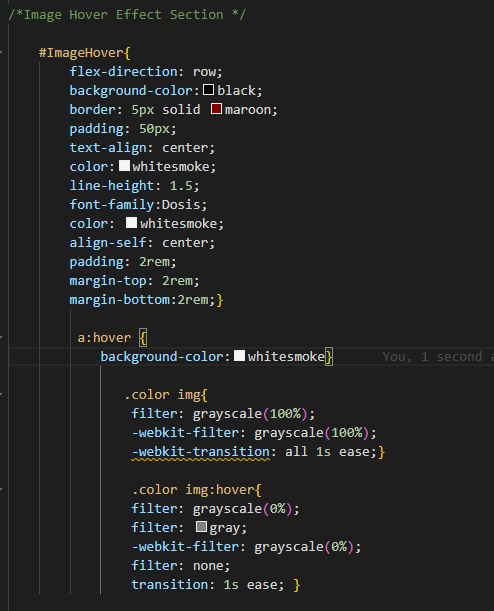 /*Image Hover Effect Section */
#ImageHover{
flex-direction: row;
background-color:black;
border: 5px solid maroon;
padding: 50px;
text-align: center;
color:whitesmoke;
line-height: 1.5;
font-family:Dosis;
color: whitesmoke;
align-self: center;
padding: 2rem;
margin-top: 2rem;
margin-bottom:2rem;}
a:hover {
background-color:whitesmoke} You, 1 second a
.color img{
filter: grayscale(100%);
-webkit-filter: grayscale(100%);
-webkit-transition: all 1s ease;}
.color img:hover{
filter: grayscale(0%);
filter: gray;
-webkit-filter: grayscale(0%);
filter: none;
transition: 1s ease; }